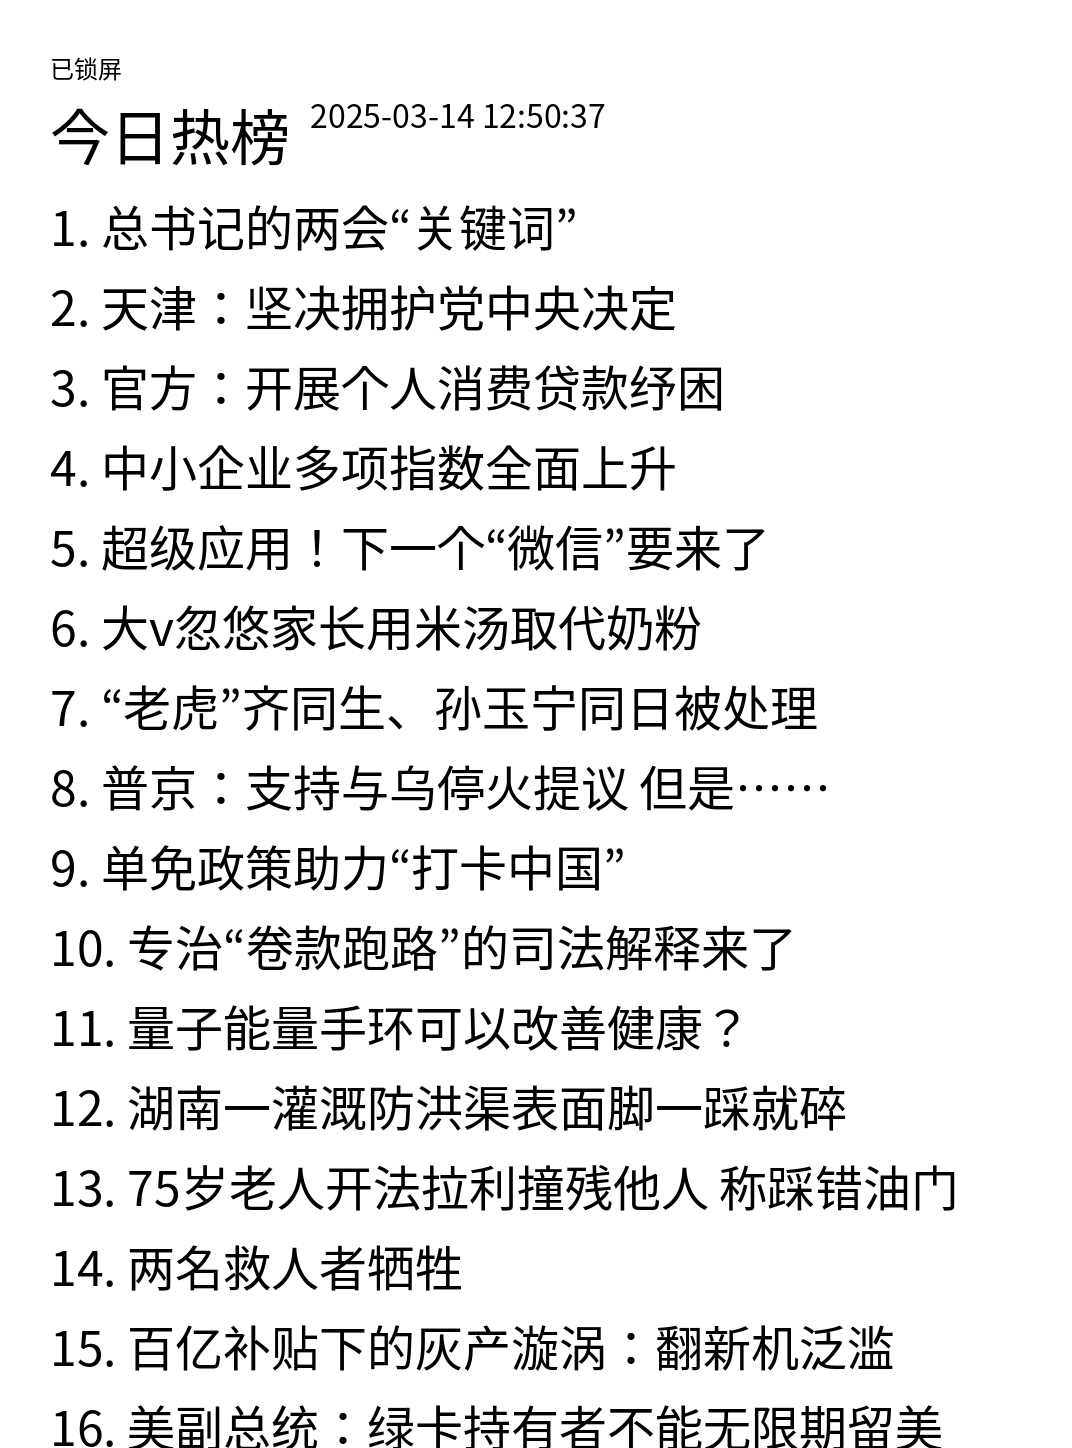 已锁屏
今日热榜 2025-03-14 12:50:37
1. 总书记的两会“关键词”
2. 天津：坚决拥护党中央决定
3. 官方：开展个人消费贷款纾困
4. 中小企业多项指数全面上升
5. 超级应用！下一个“微信”要来了
6. 大v忽悠家长用米汤取代奶粉
7. “老虎”齐同生、孙玉宁同日被处理
8. 普京：支持与乌停火提议 但是……
9. 单免政策助力“打卡中国”
10. 专治“卷款跑路”的司法解释来了
11. 量子能量手环可以改善健康？
12. 湖南一灌溉防洪渠表面脚一踩就碎
13. 75岁老人开法拉利撞残他人 称踩错油门
14. 两名救人者牺牲
15. 百亿补贴下的灰产漩涡：翻新机泛滥
16. 美副总统：绿卡持有者不能无限期留美